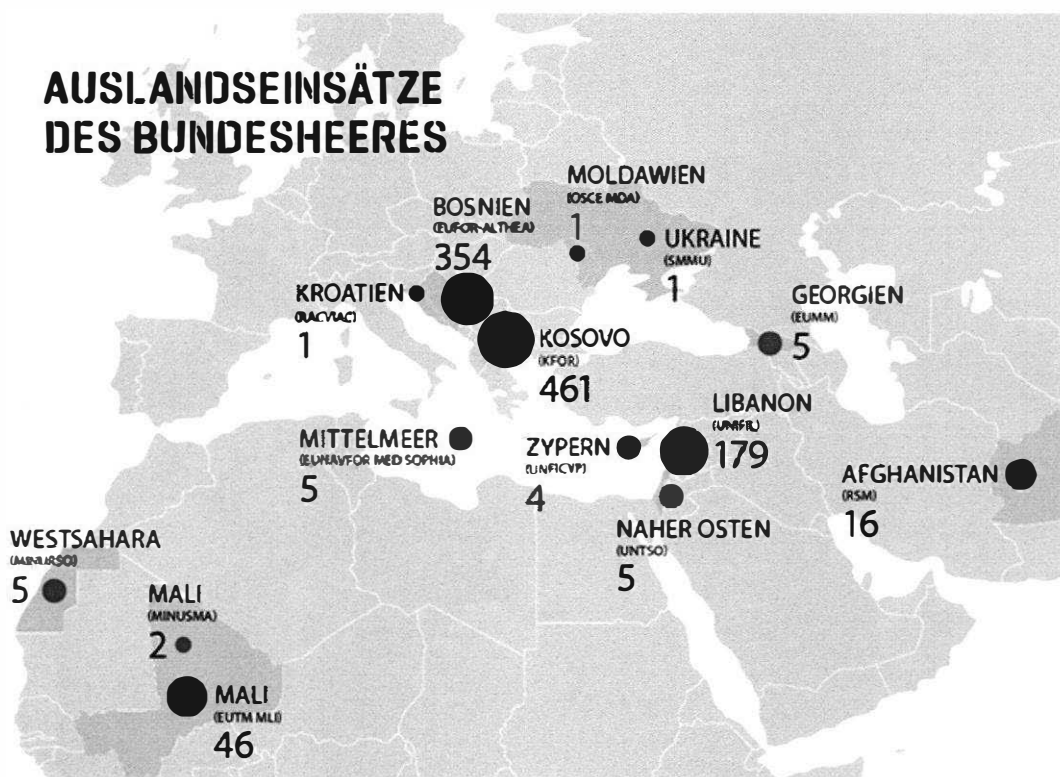 AUSLANDSEINSÄTZE
DES BUNDESHEERES
MOLDAWIEN
(OSCE MDA)
1
BOSNIEN
(EUFOR-ALTHEA)
354
UKRAINE
(SMMU)
1
KROATIEN
(RACVIAC)
1
GEORGIEN
(EUMM)
5
KOSOVO
(KFOR)
461
LIBANON
(UNIFIL)
179
MITTELMEER
(EUNAVFOR MED SOPHIA)
5
ZYPERN
(UNFICYP)
4
AFGHANISTAN
(RSM)
16
NAHER OSTEN
(UNTSO)
5
WESTSAHARA
(MINURSO)
5
MALI
(MINUSMA)
2
MALI
(EUTM MLI)
46